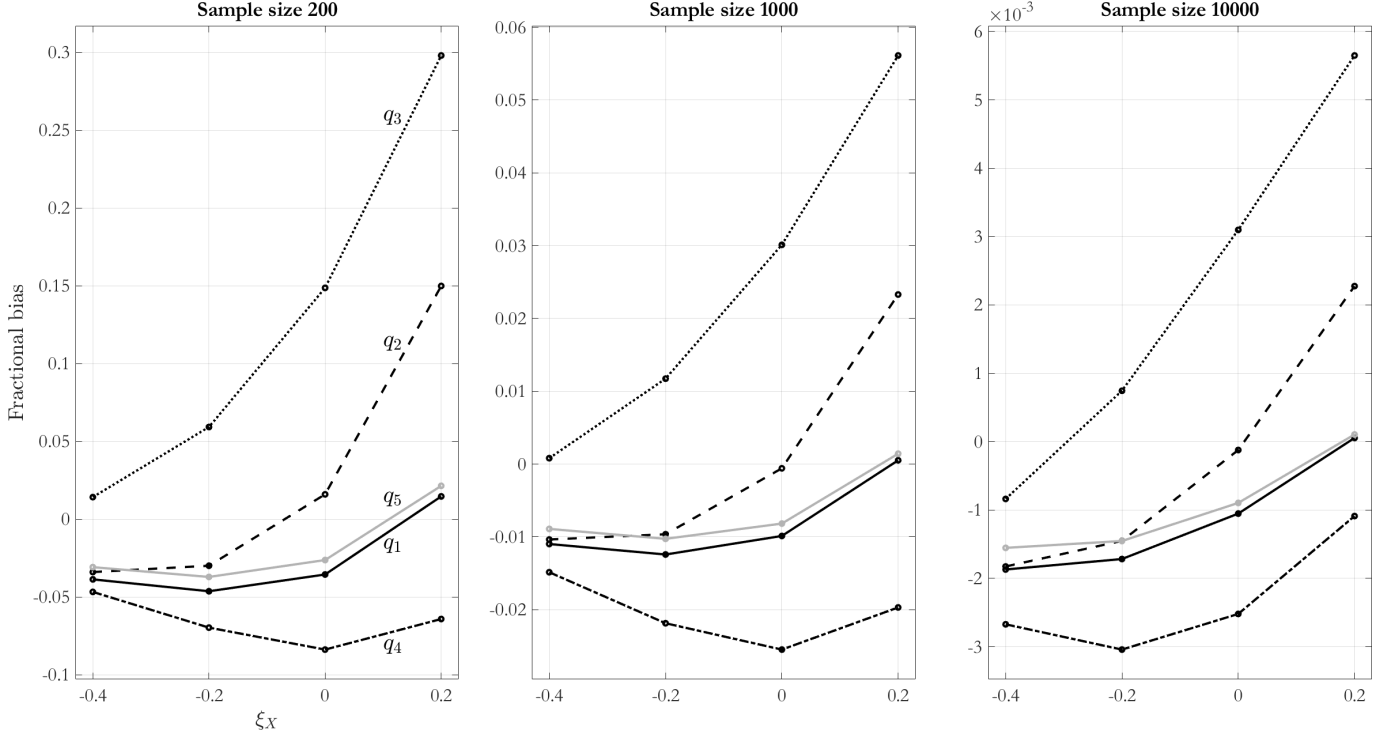 Sample size 200
0.3
0.25
0.2
0.15
0.1
0.05
0
-0.05
-0.1
Fractional bias
q3
q2
q5
q1
q4
-0.4 -0.2 0 0.2
ξX
Sample size 1000
0.06
0.05
0.04
0.03
0.02
0.01
0
-0.01
-0.02
-0.4 -0.2 0 0.2
Sample size 10000
×10-3
6
5
4
3
2
1
0
-1
-2
-3
-0.4 -0.2 0 0.2